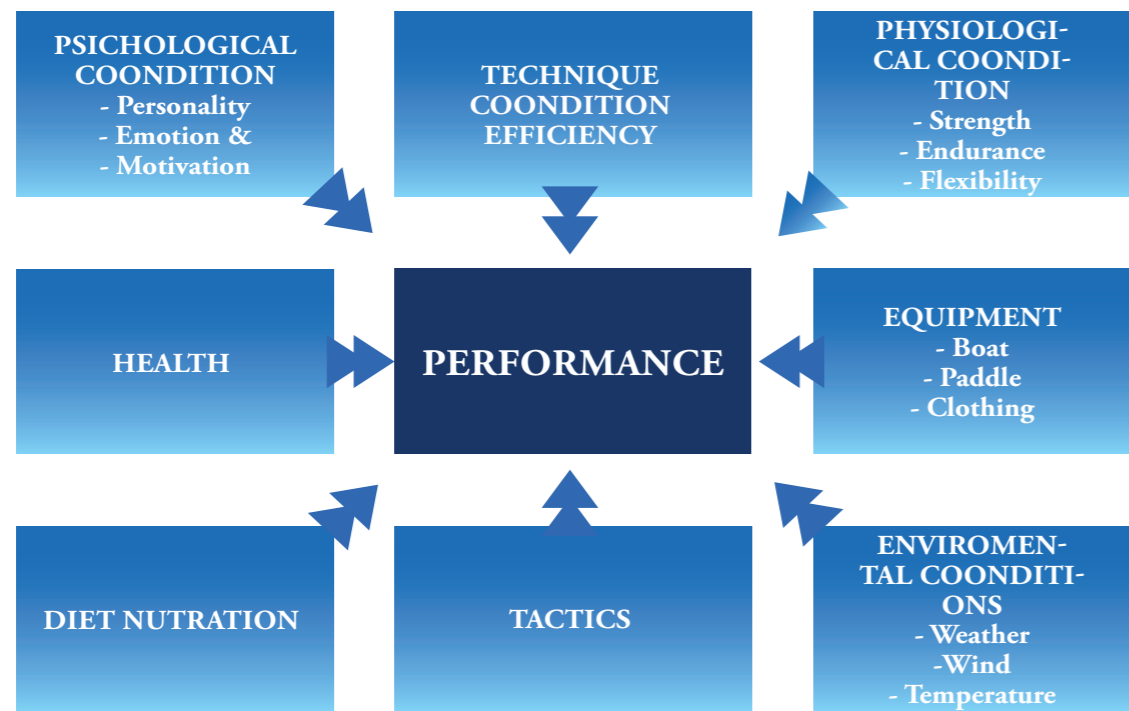 PSICHOLOGICAL
COONDITION
- Personality
- Emotion &
- Motivation
TECHNIQUE
COONDITION
EFFICIENCY
PHYSIOLOGI-
CAL COONDI-
TION
- Strength
- Endurance
- Flexibility
HEALTH
PERFORMANCE
EQUIPMENT
- Boat
- Paddle
- Clothing
DIET NUTRATION
TACTICS
ENVIROMEN-
TAL COONDITI-
ONS
- Weather
-Wind
- Temperature